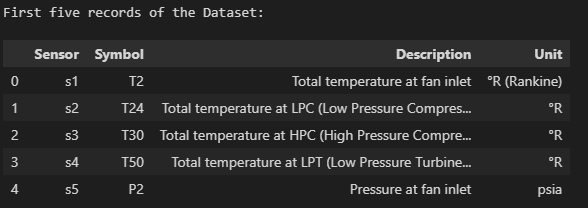 First five records of the Dataset:
Sensor Symbol Description Unit
0 s1 T2 Total temperature at fan inlet °R (Rankine)
1 s2 T24 Total temperature at LPC (Low Pressure Compres... °R
2 s3 T30 Total temperature at HPC (High Pressure Compre... °R
3 s4 T50 Total temperature at LPT (Low Pressure Turbine... °R
4 s5 P2 Pressure at fan inlet psia